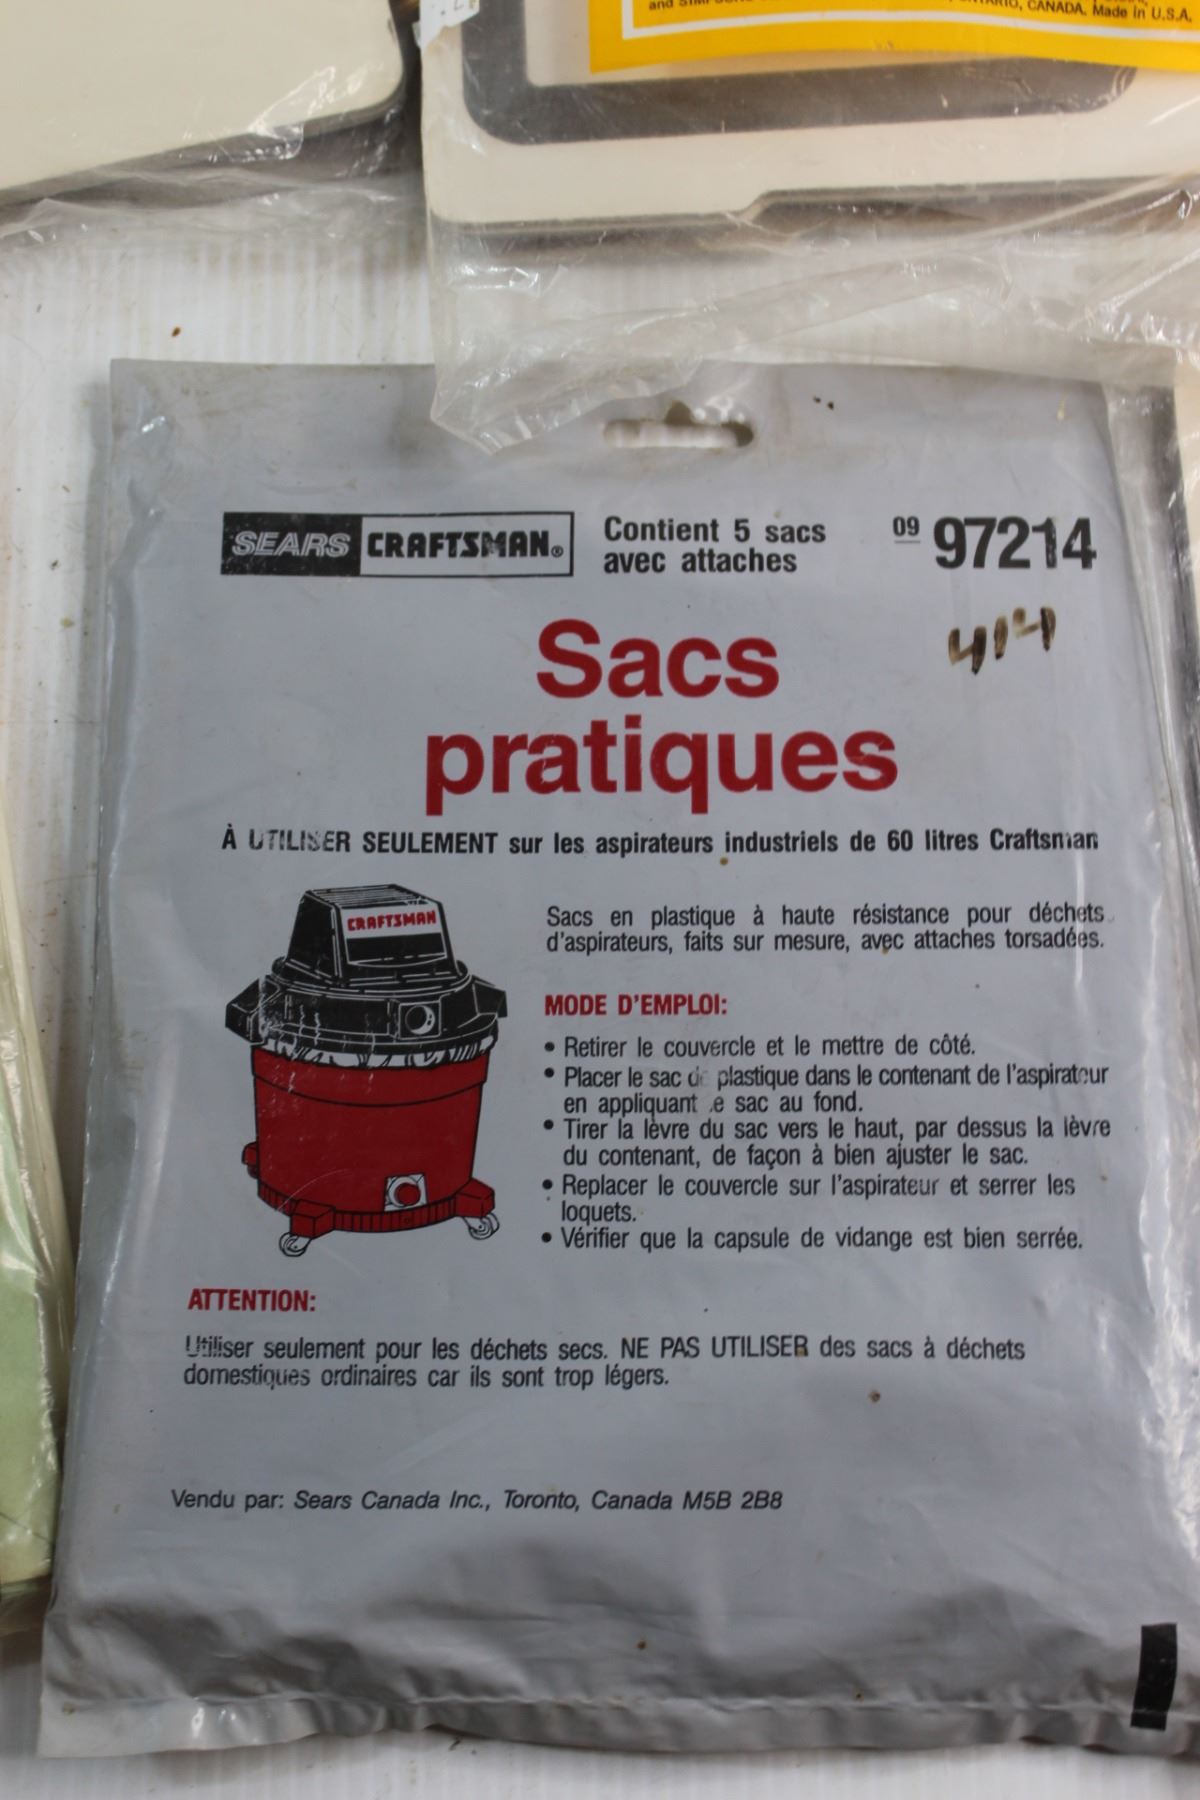 CANADA. Made in U.S.A.
SEARS CRAFTSMAN®
Contient 5 sacs
avec attaches
09 97214
414
Sacs
pratiques
À UTILISER SEULEMENT sur les aspirateurs industriels de 60 litres Craftsman
CRAFTSMAN
Sacs en plastique à haute résistance pour déchets
d'aspirateurs, faits sur mesure, avec attaches torsadées.
MODE D'EMPLOI:
• Retirer le couvercle et le mettre de côté.
• Placer le sac de plastique dans le contenant de l'aspirateur
en appliquant le sac au fond.
• Tirer la lèvre du sac vers le haut, par dessus la lèvre
du contenant, de façon à bien ajuster le sac.
• Replacer le couvercle sur l'aspirateur et serrer les
loquets.
• Vérifier que la capsule de vidange est bien serrée.
ATTENTION:
Utiliser seulement pour les déchets secs. NE PAS UTILISER des sacs à déchets
domestiques ordinaires car ils sont trop légers.
Vendu par: Sears Canada Inc., Toronto, Canada M5B 2B8